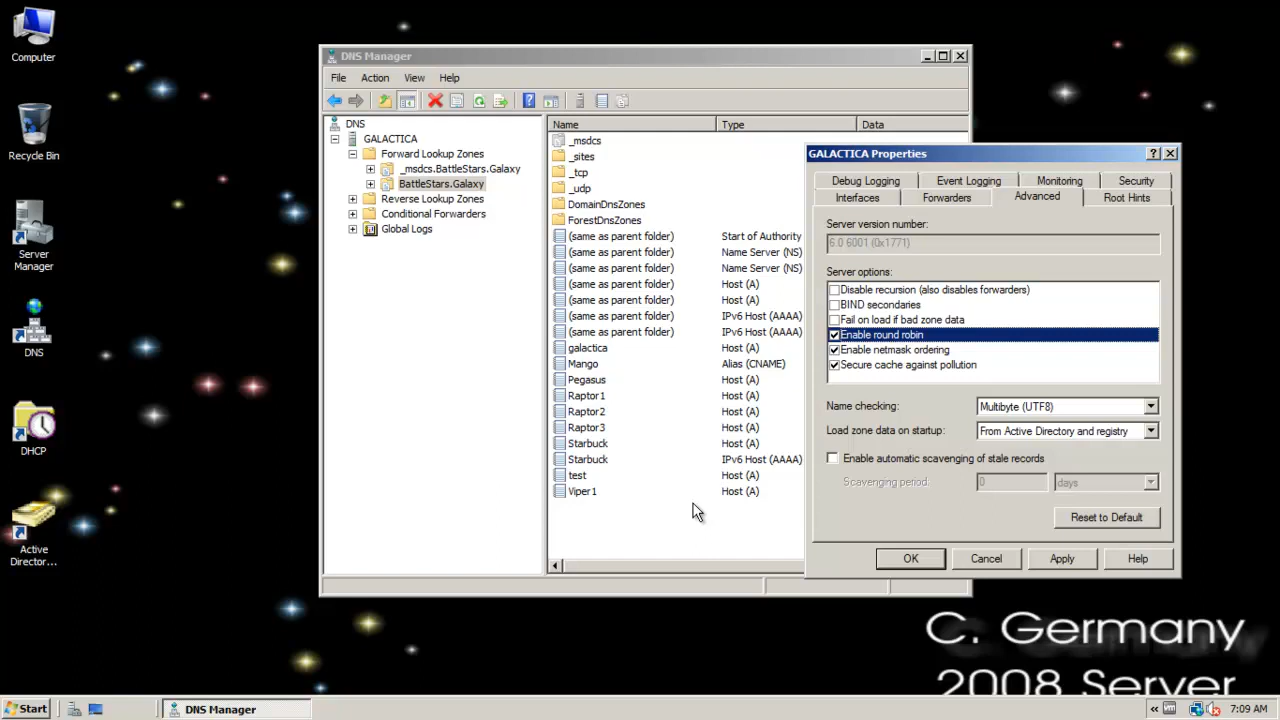 Computer
Recycle Bin
Server
Manager
DNS
DHCP
Active
Director...
DNS Manager
File Action View Help
DNS
GALACTICA
Forward Lookup Zones
_msdcs.BattleStars.Galaxy
BattleStars.Galaxy
Reverse Lookup Zones
Conditional Forwarders
Global Logs
Name Type Data
_msdcs
_sites
_tcp
_udp
DomainDnsZones
ForestDnsZones
(same as parent folder) Start of Authority
(same as parent folder) Name Server (NS)
(same as parent folder) Name Server (NS)
(same as parent folder) Host (A)
(same as parent folder) Host (A)
(same as parent folder) IPv6 Host (AAAA)
(same as parent folder) IPv6 Host (AAAA)
galactica Host (A)
Mango Alias (CNAME)
Pegasus Host (A)
Raptor1 Host (A)
Raptor2 Host (A)
Raptor3 Host (A)
Starbuck Host (A)
Starbuck IPv6 Host (AAAA)
test Host (A)
Viper1 Host (A)
GALACTICA Properties
Debug Logging Event Logging Monitoring Security
Interfaces Forwarders Advanced Root Hints
Server version number:
6.0 6001 (0x1771)
Server options:
Disable recursion (also disables forwarders)
BIND secondaries
Fail on load if bad zone data
Enable round robin
Enable netmask ordering
Secure cache against pollution
Name checking: Multibyte (UTF8)
Load zone data on startup: From Active Directory and registry
Enable automatic scavenging of stale records
Scavenging period: 0 days
Reset to Default
OK Cancel Apply Help
C. Germany
2008 Server
Start DNS Manager 7:09 AM